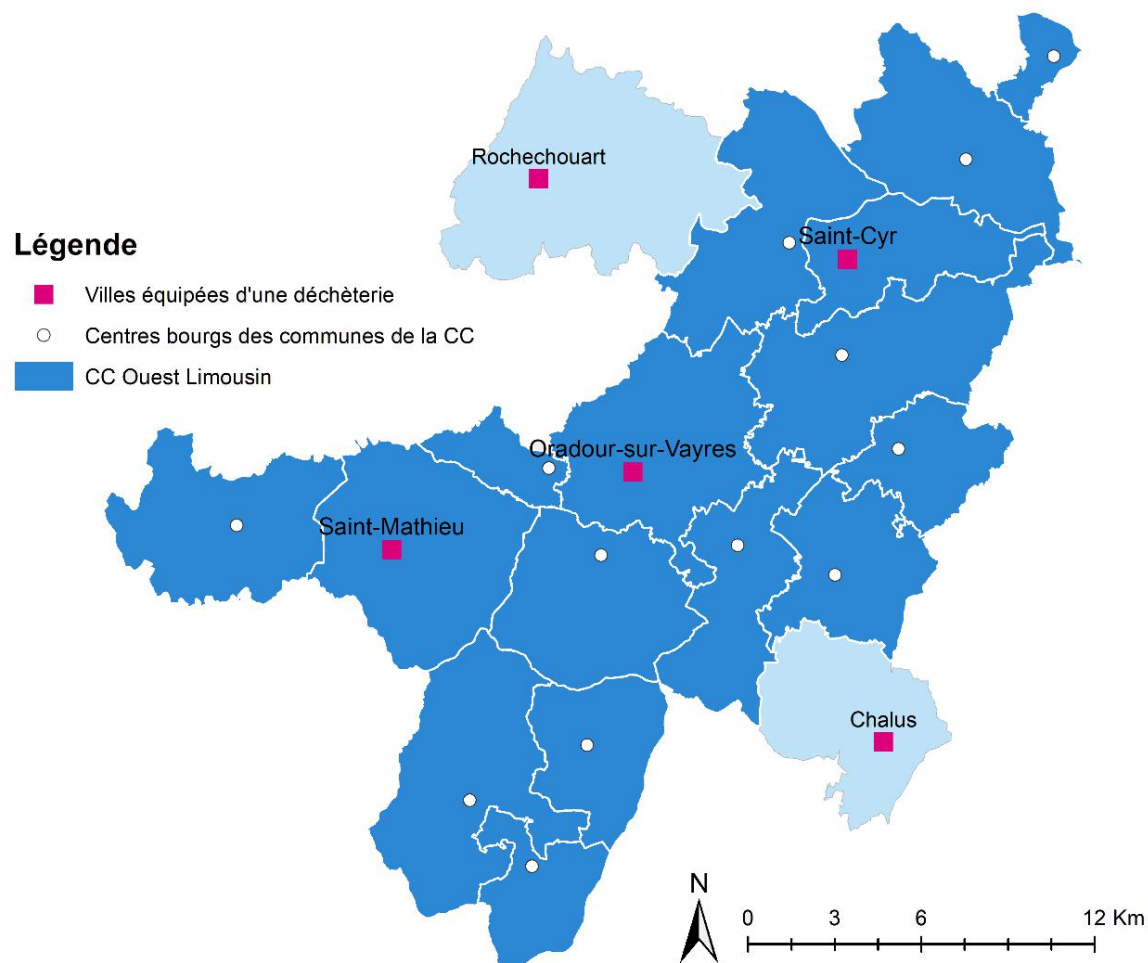 Rochechouart
Saint-Cyr
Légende
Villes équipées d'une déchèterie
Centres bourgs des communes de la CC
CC Ouest Limousin
Oradour-sur-Vayres
Saint-Mathieu
Chalus
N
0 3 6 12 Km